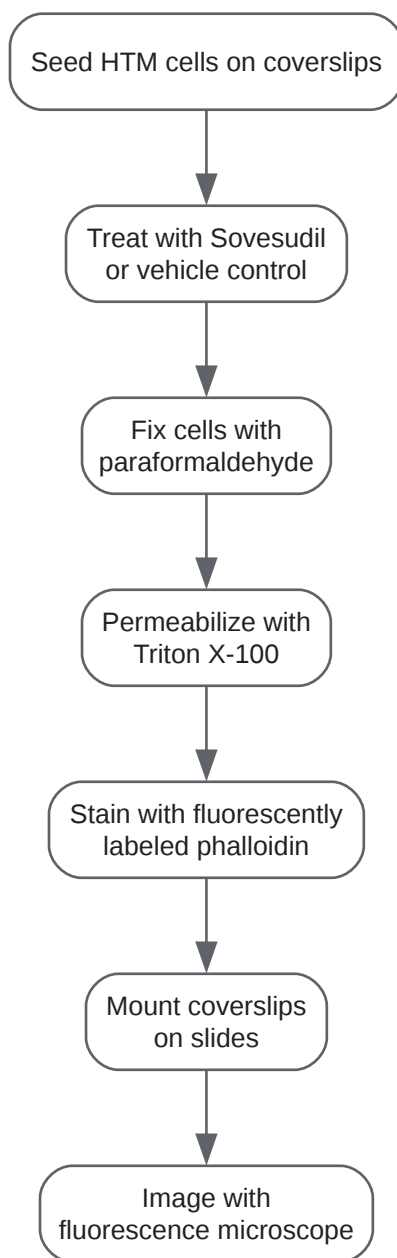 Seed HTM cells on coverslips
Treat with Sovesudil
or vehicle control
Fix cells with
paraformaldehyde
Permeabilize with
Triton X-100
Stain with fluorescently
labeled phalloidin
Mount coverslips
on slides
Image with
fluorescence microscope